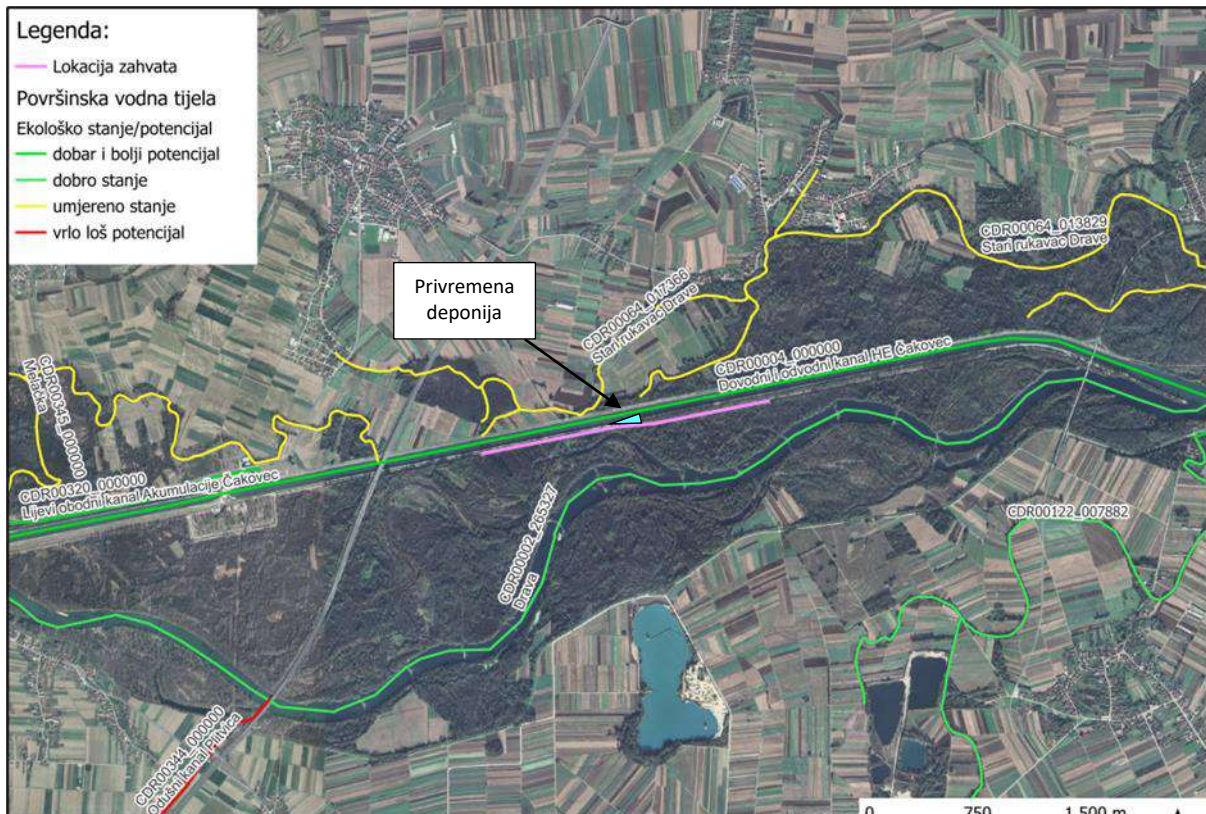 Legenda:
Lokacija zahvata
Površinska vodna tijela
Ekološko stanje/potencijal
dobar i bolji potencijal
dobro stanje
umjereno stanje
vrlo loš potencijal
Privremena
deponija
CDR00064_013829
Stari rukavac Drave
CDR00064_017366
Stari rukavac Drave
CDR00004_000000
Dovodni i odvodni kanal HE Čakovec
CDR00345_000000
Melačka
CDR00320_000000
Lijevi obodni kanal Akumulacije Čakovec
CDR00002_265327
Drava
CDR00122_007882
CDR00344_000000
Odušni kanal Plitvica
0 750 1.500 m